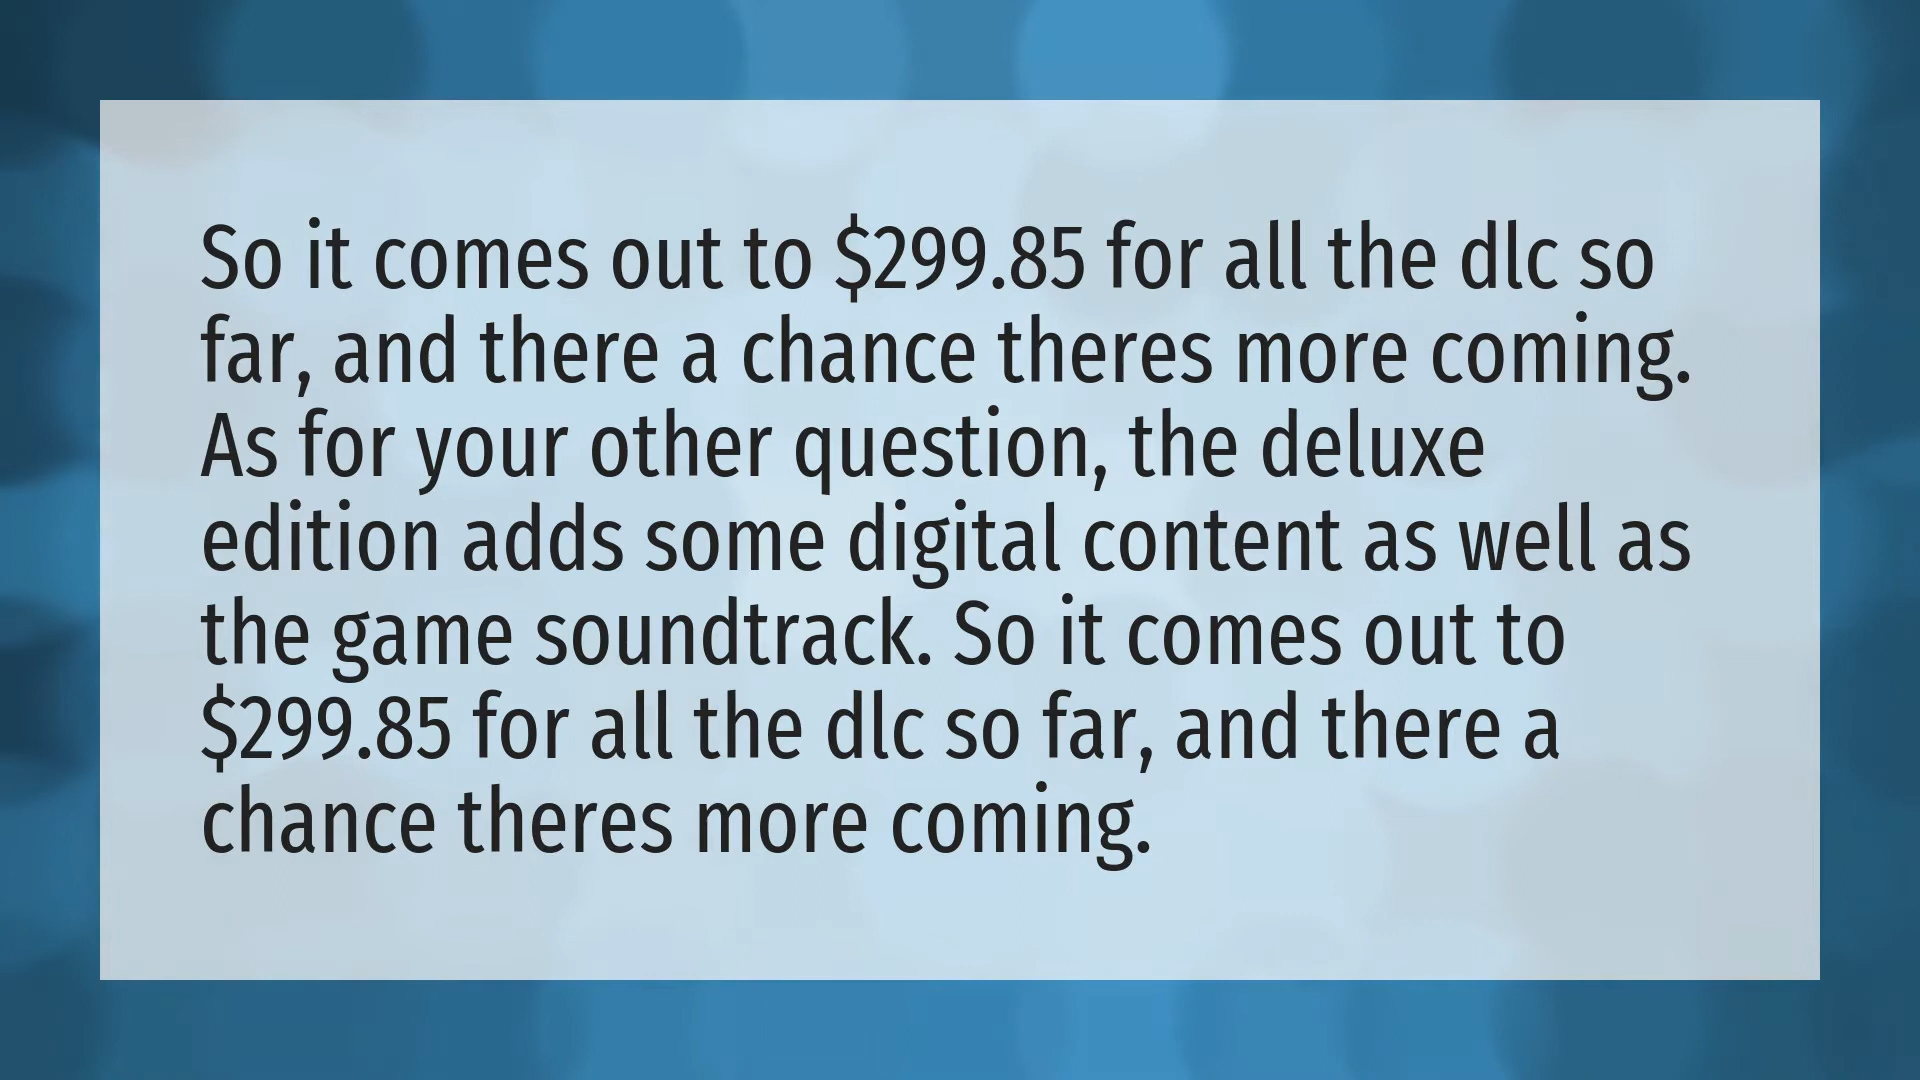 So it comes out to $299.85 for all the dlc so
far, and there a chance theres more coming.
As for your other question, the deluxe
edition adds some digital content as well as
the game soundtrack. So it comes out to
$299.85 for all the dlc so far, and there a
chance theres more coming.